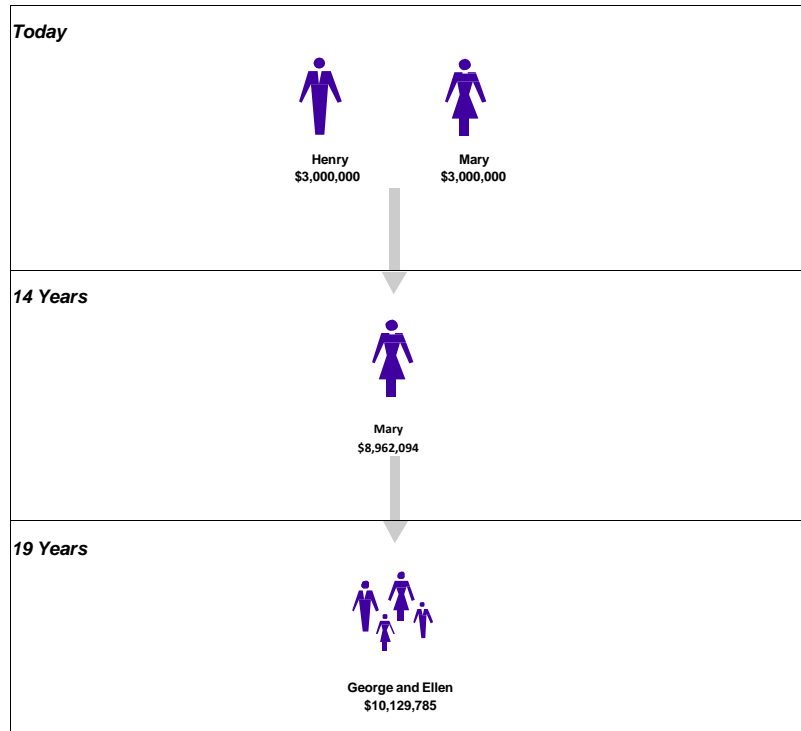 Today
Henry Mary
$3,000,000 $3,000,000
14 Years
Mary
$8,962,094
19 Years
George and Ellen
$10,129,785